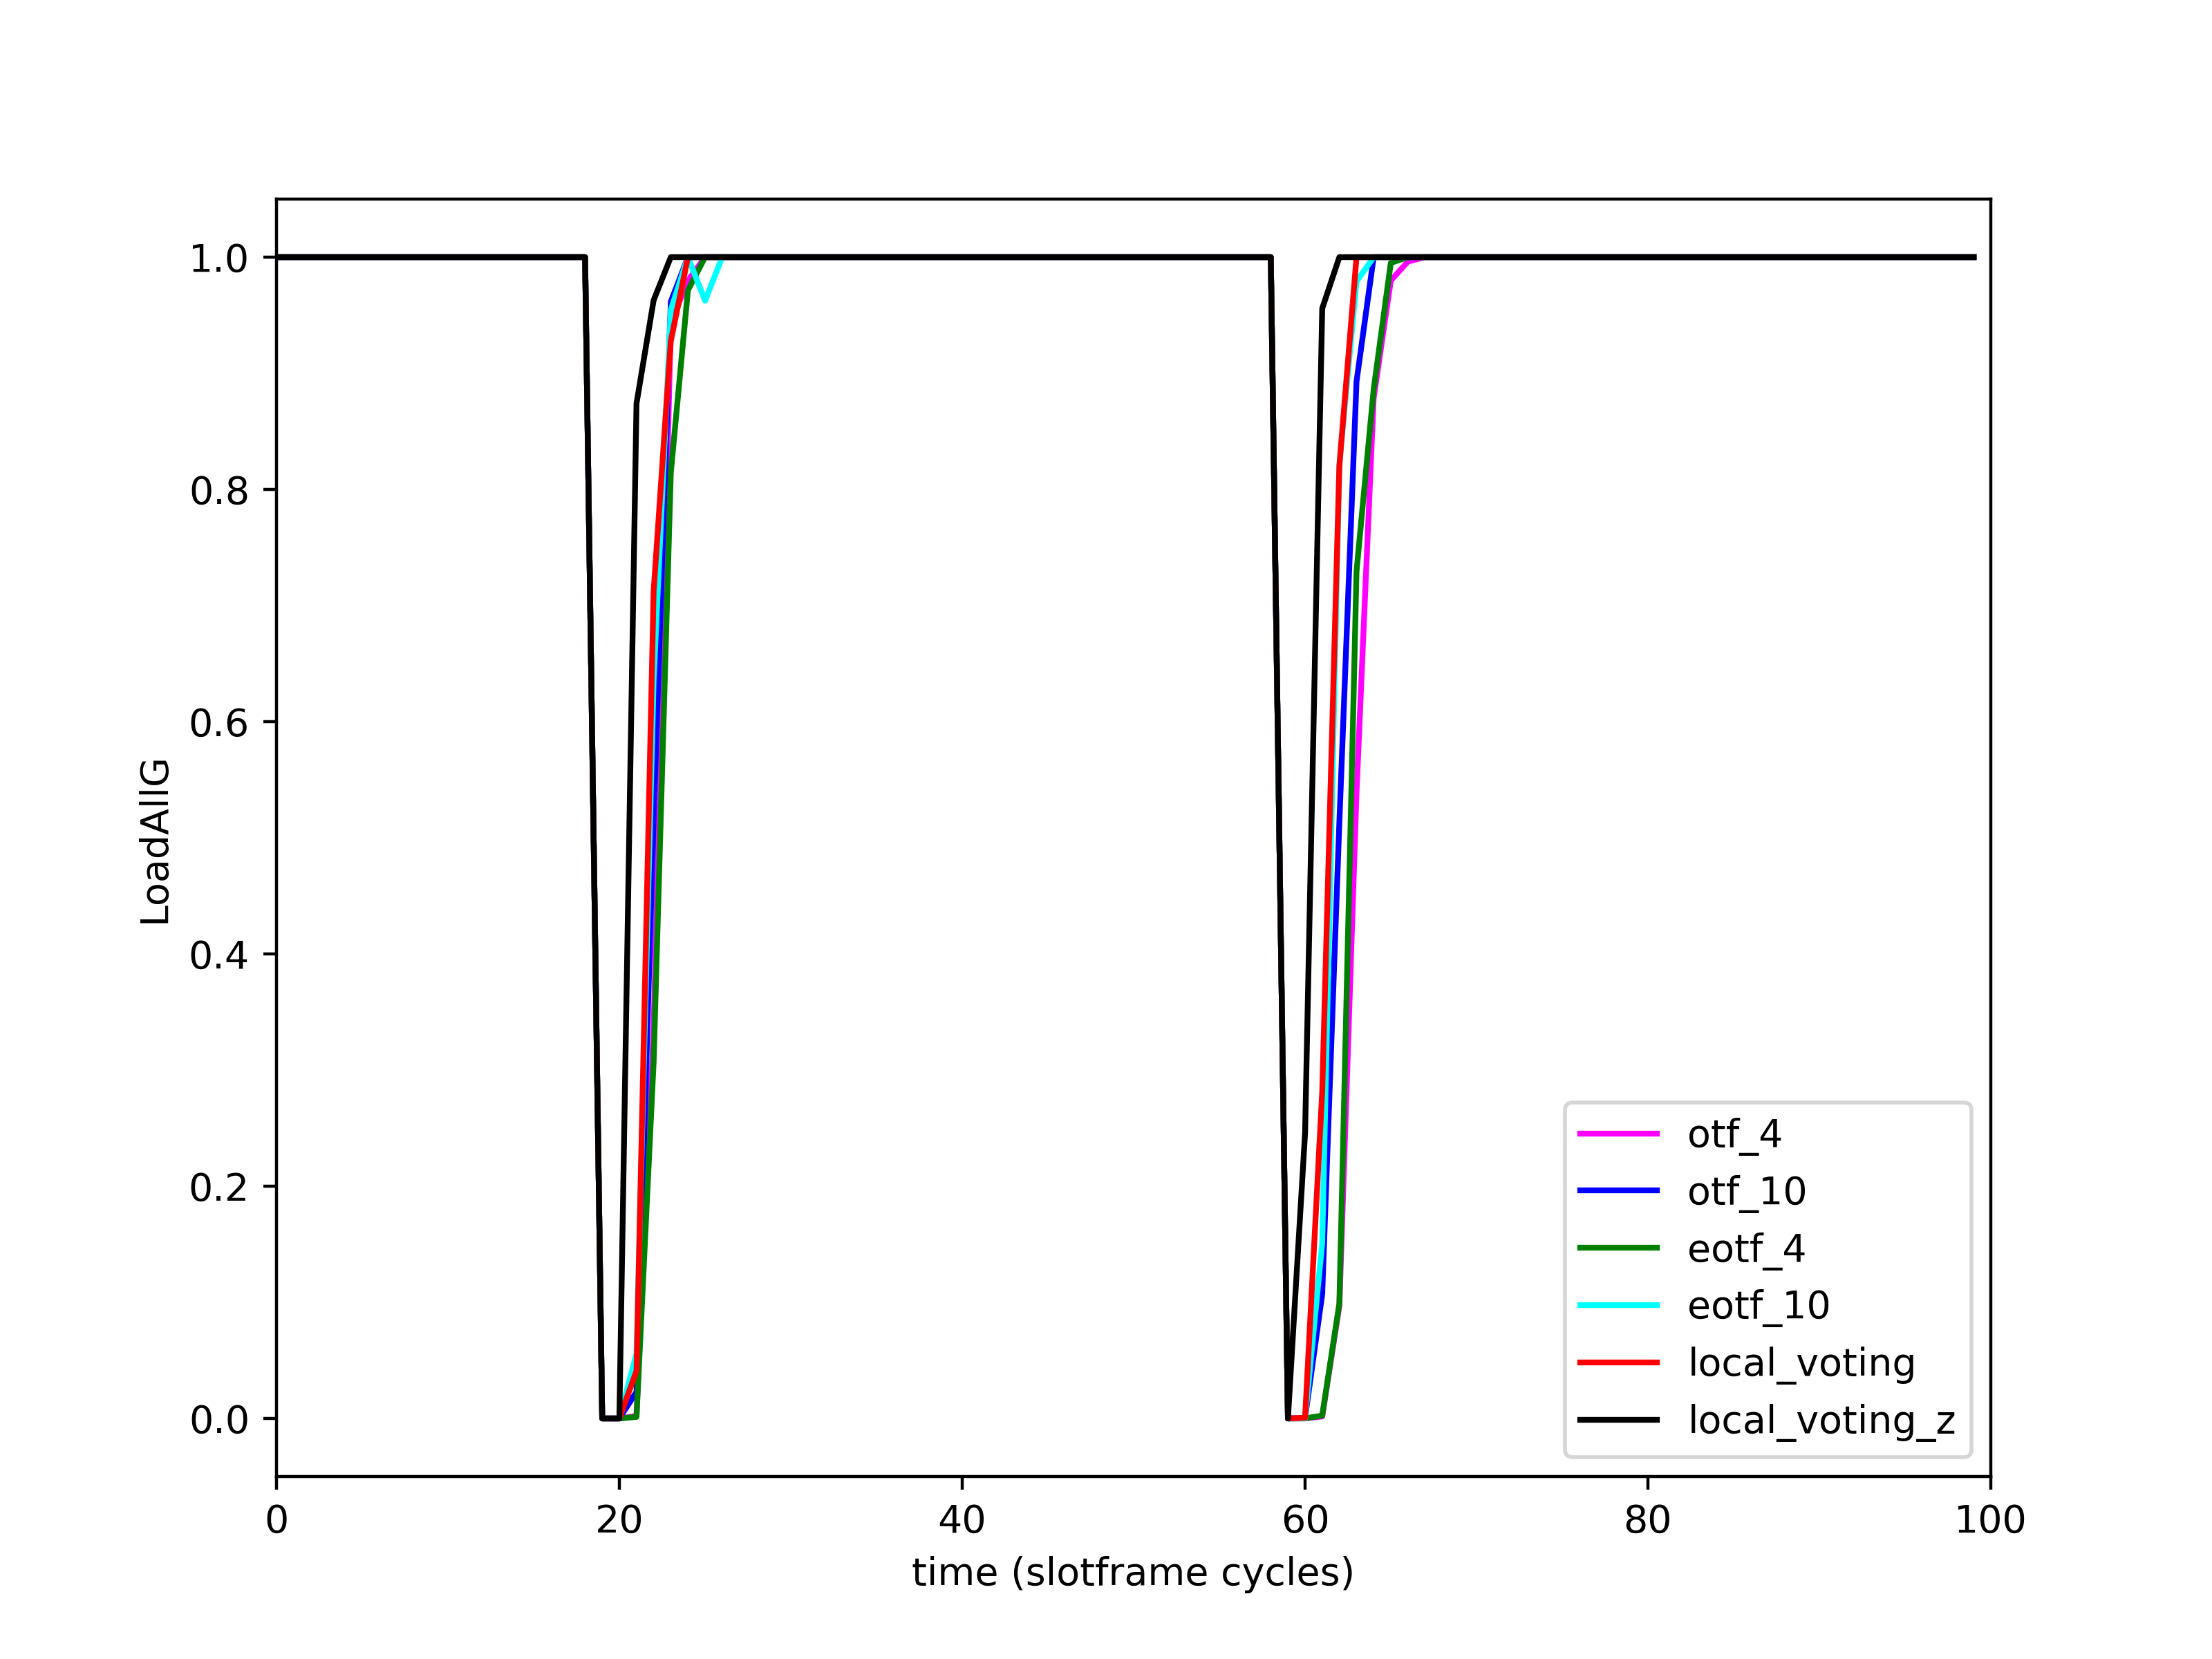 1.0
0.8
0.6
0.4
0.2
0.0
LoadAllG
0 20 40 60 80 100
time (slotframe cycles)
otf_4
otf_10
eotf_4
eotf_10
local_voting
local_voting_z